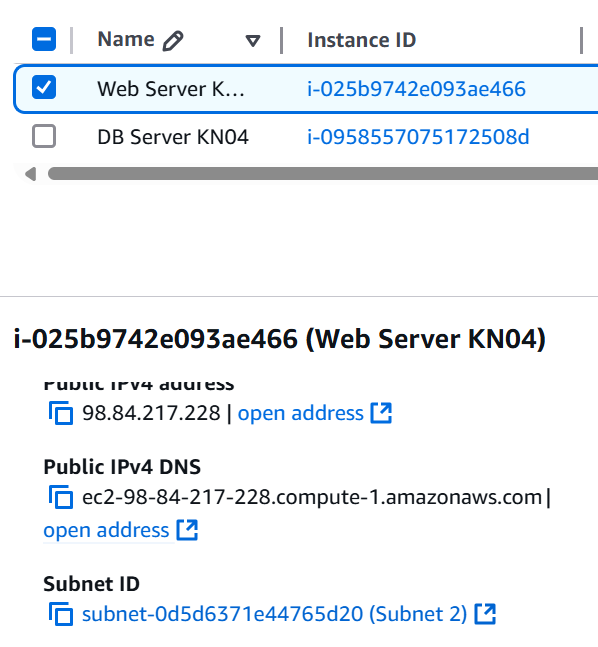 Name Instance ID
Web Server K... i-025b9742e093ae466
DB Server KN04 i-0958557075172508d
i-025b9742e093ae466 (Web Server KN04)
Public IPv4 address
98.84.217.228 | open address
Public IPv4 DNS
ec2-98-84-217-228.compute-1.amazonaws.com |
open address
Subnet ID
subnet-0d5d6371e44765d20 (Subnet 2)